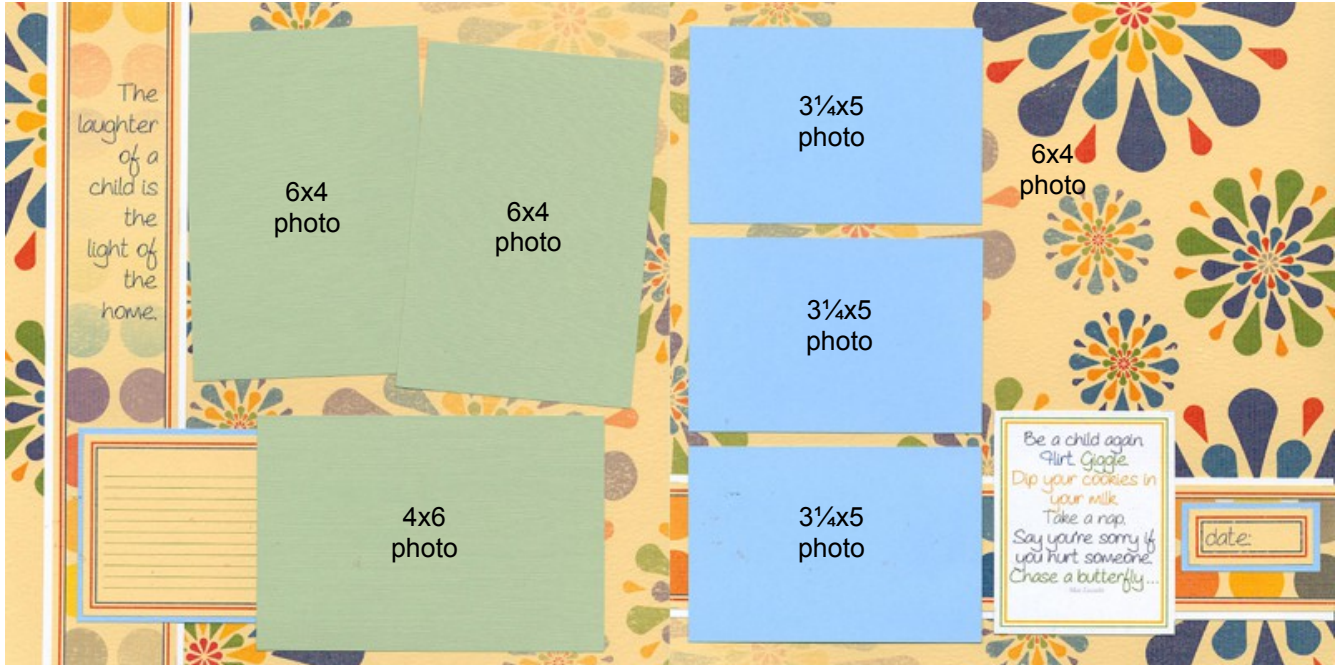 The
laughter
of a
child is
the
light of
the
home.
6x4
photo
6x4
photo
4x6
photo
3¼x5
photo
3¼x5
photo
3¼x5
photo
6x4
photo
Be a child again
Flirt. Giggle.
Dip your cookies in
your milk.
Take a nap.
Say you're sorry if
you hurt someone.
Chase a butterfly...
date: